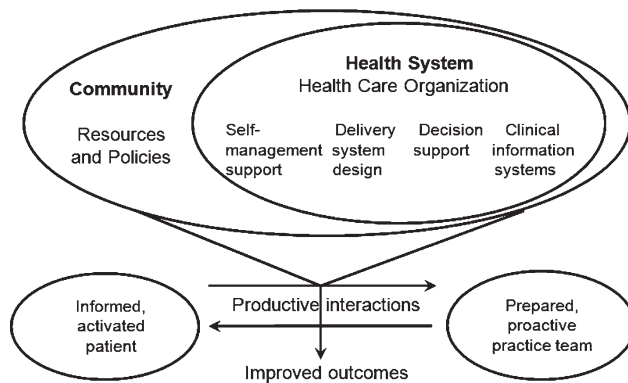 Health System
Health Care Organization
Community
Resources
and Policies
Self-
management
support
Delivery
system
design
Decision
support
Clinical
information
systems
Informed,
activated
patient
Productive interactions
Prepared,
proactive
practice team
Improved outcomes